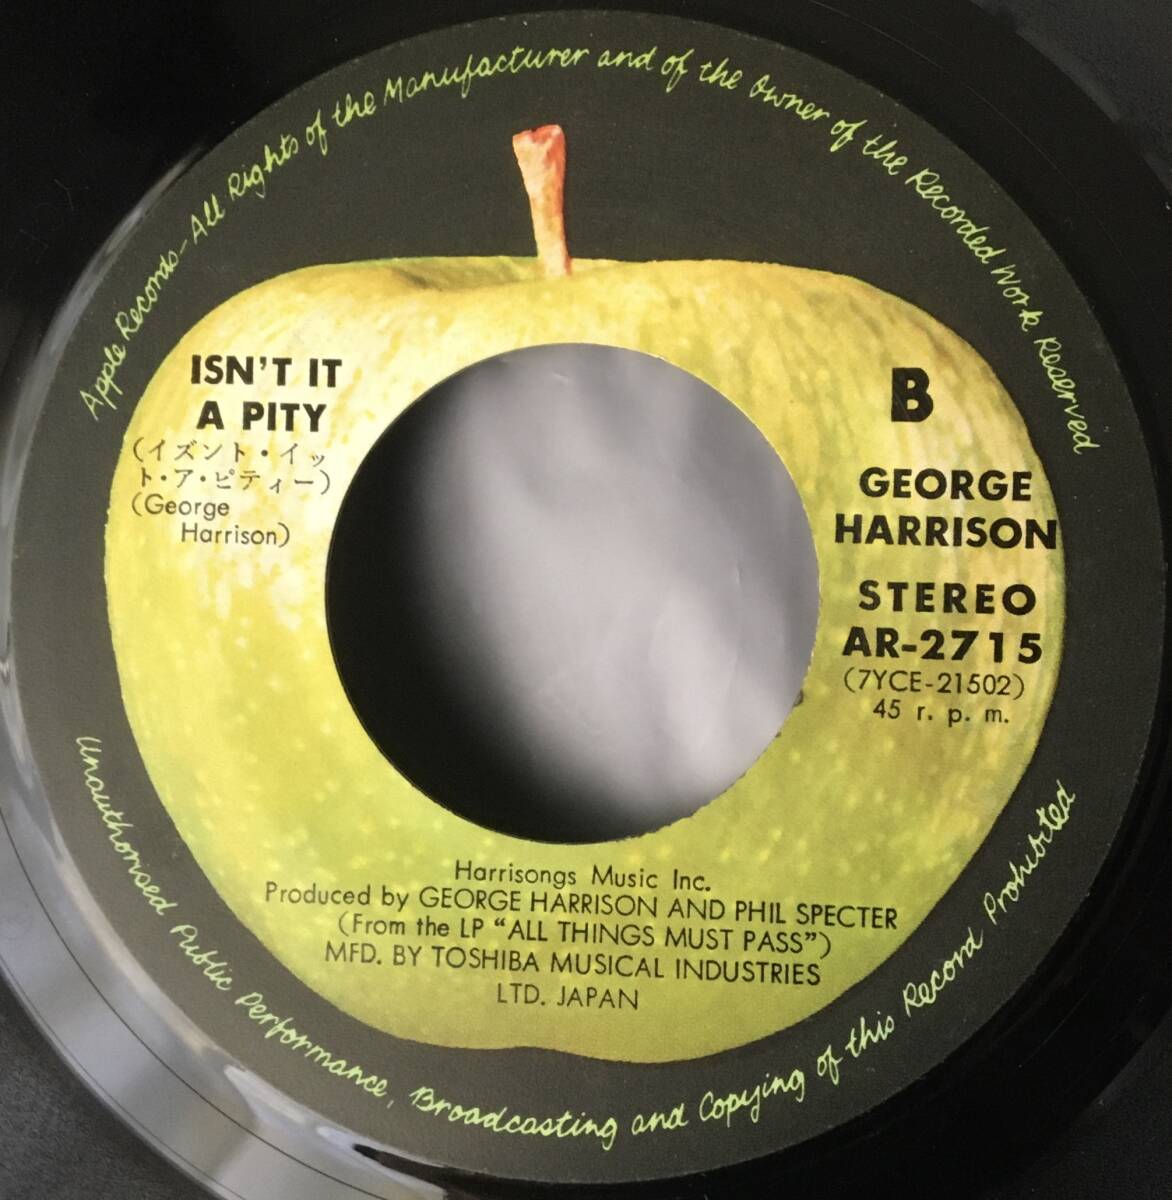 Apple Records-All Rights of the Manufacturer and of the Owner of the Recorded Work Reserved
ISN'T IT
A PITY
(イズント・イッ
ト・ア・ピティー)
(George
Harrison)
B
GEORGE
HARRISON
STEREO
AR-2715
(7YCE-21502)
45 r. p. m.
Harrisongs Music Inc.
Produced by GEORGE HARRISON AND PHIL SPECTER
(From the LP “ALL THINGS MUST PASS”)
MFD. BY TOSHIBA MUSICAL INDUSTRIES
LTD. JAPAN
Unauthorised Public Performance, Broadcasting and Copying of this Record Prohibited